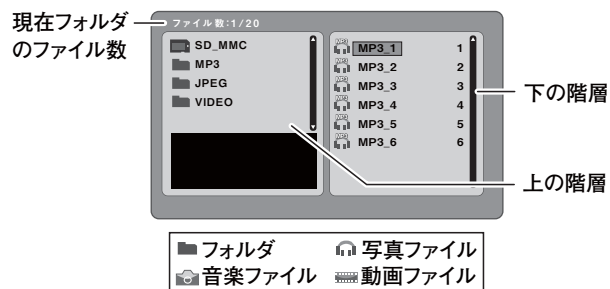 現在フォルダ
のファイル数
ファイル数:1/20
SD_MMC
MP3
JPEG
VIDEO
MP3_1 1
MP3_2 2
MP3_3 3
MP3_4 4
MP3_5 5
MP3_6 6
下の階層
上の階層
フォルダ 写真ファイル
音楽ファイル 動画ファイル